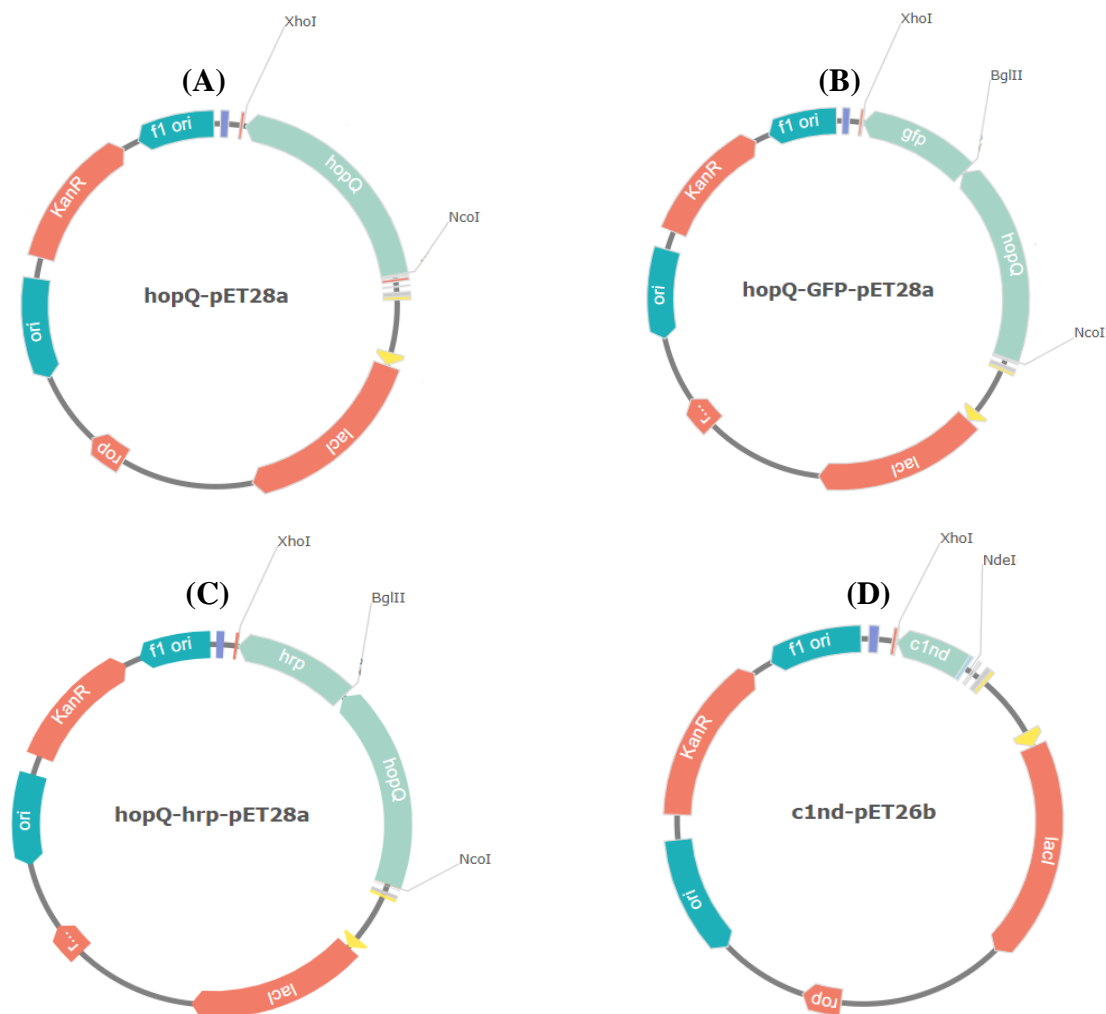 XhoI
(A)
f1 ori
hopQ
KanR
NcoI
hopQ-pET28a
ori
lacI
rop
XhoI
(B)
BglII
f1 ori
gfp
KanR
hopQ
hopQ-GFP-pET28a
ori
NcoI
r...
lacI
XhoI
(C)
BglII
f1 ori
hrp
KanR
hopQ
hopQ-hrp-pET28a
ori
NcoI
r...
lacI
XhoI
NdeI
(D)
f1 ori
c1nd
KanR
c1nd-pET26b
lacI
ori
rop